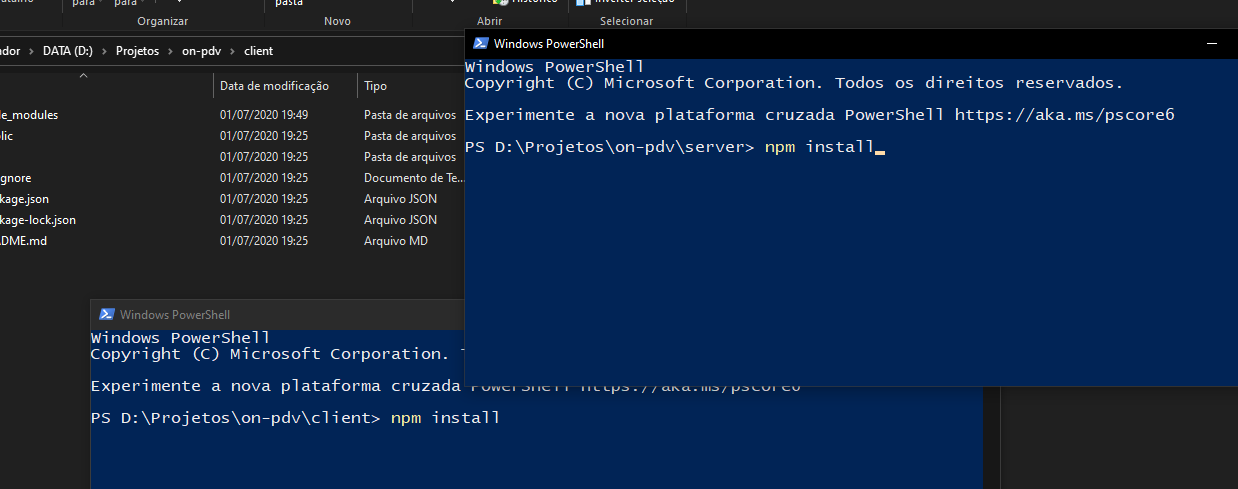 para para pasta Histórico Inverter seleção
Organizar Novo Abrir Selecionar
DATA (D:) > Projetos > on-pdv > client
Data de modificação Tipo
01/07/2020 19:49 Pasta de arquivos
01/07/2020 19:25 Pasta de arquivos
01/07/2020 19:25 Pasta de arquivos
01/07/2020 19:25 Documento de Te...
01/07/2020 19:25 Arquivo JSON
kage-lock.json 01/07/2020 19:25 Arquivo JSON
DME.md 01/07/2020 19:25 Arquivo MD
Windows PowerShell
Windows PowerShell
Copyright (C) Microsoft Corporation. Todos os direitos reservados.
Experimente a nova plataforma cruzada PowerShell https://aka.ms/pscore6
PS D:\Projetos\on-pdv\server> npm install
Windows PowerShell
Windows PowerShell
Copyright (C) Microsoft Corporation.
Experimente a nova plataforma cruzada PowerShell https://aka.ms/pscore6
PS D:\Projetos\on-pdv\client> npm install